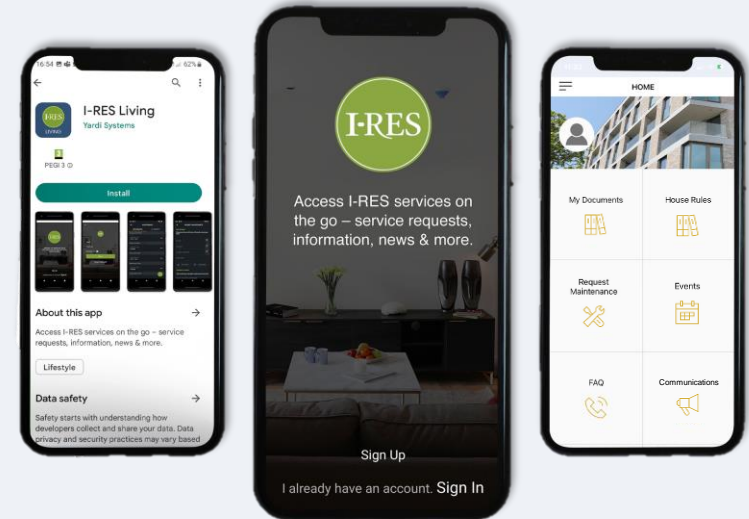 16:54
62%
I-RES Living
Yardi Systems
I-RES
LIVING
3
PEGI 3
Install
About this app
Access I-RES services on the go – service
requests, information, news & more.
Lifestyle
Data safety
Safety starts with understanding how
developers collect and share your data. Data
privacy and security practices may vary based
I-RES
Access I-RES services on
the go – service requests,
information, news & more.
Sign Up
I already have an account. Sign In
HOME
My Documents
House Rules
Request
Maintenance
Events
FAQ
Communications